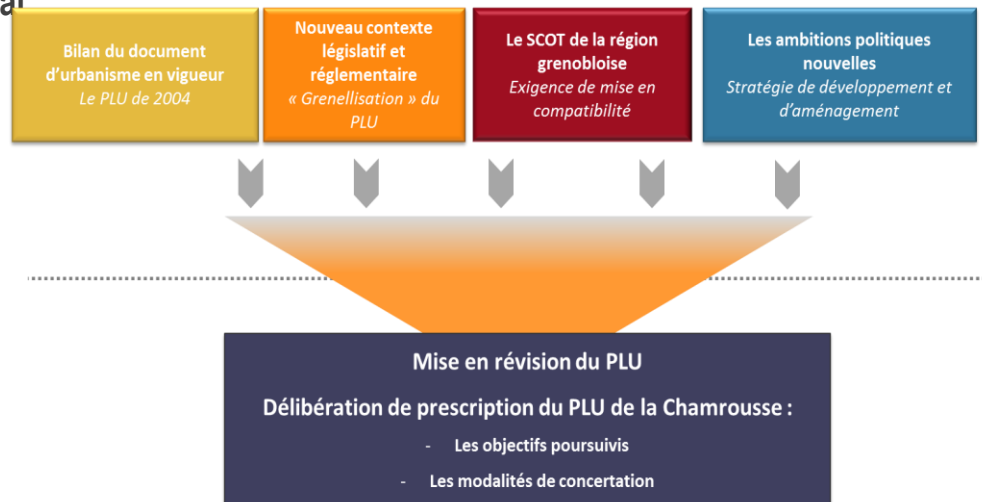 al
Bilan du document
d'urbanisme en vigueur
Le PLU de 2004
Nouveau contexte
législatif et
réglementaire
« Grenellisation » du
PLU
Le SCOT de la région
grenobloise
Exigence de mise en
compatibilité
Les ambitions politiques
nouvelles
Stratégie de développement et
d'aménagement
Mise en révision du PLU
Délibération de prescription du PLU de la Chamrousse :
- Les objectifs poursuivis
- Les modalités de concertation